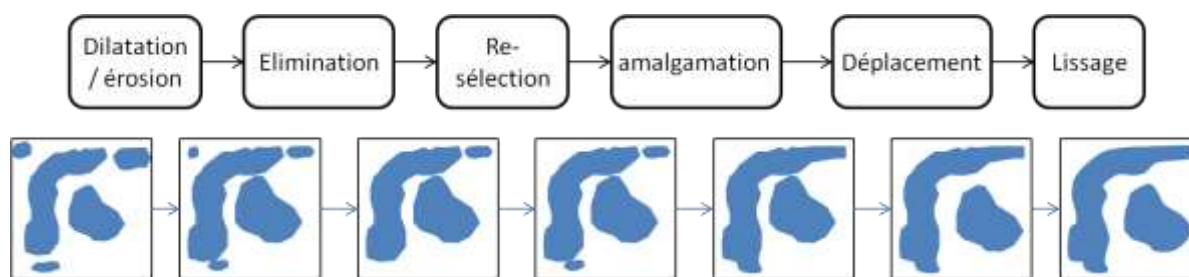 Dilatation
/ érosion
Elimination
Re-
sélection
amalgamation
Déplacement
Lissage